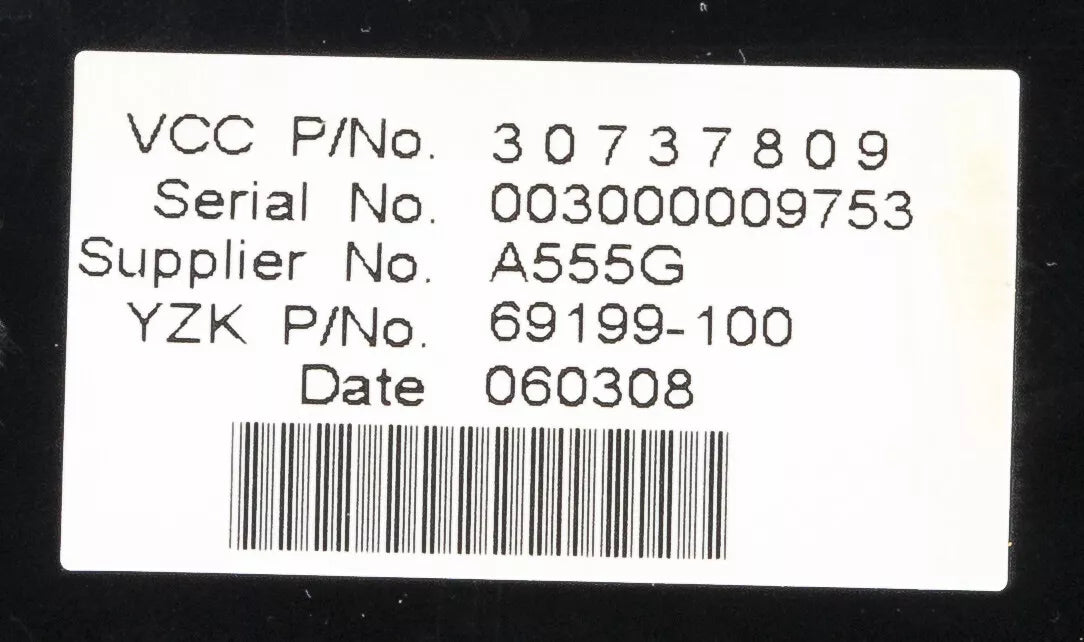 VCC P/No. 30737809
Serial No. 003000009753
Supplier No. A555G
YZK P/No. 69199-100
Date 060308